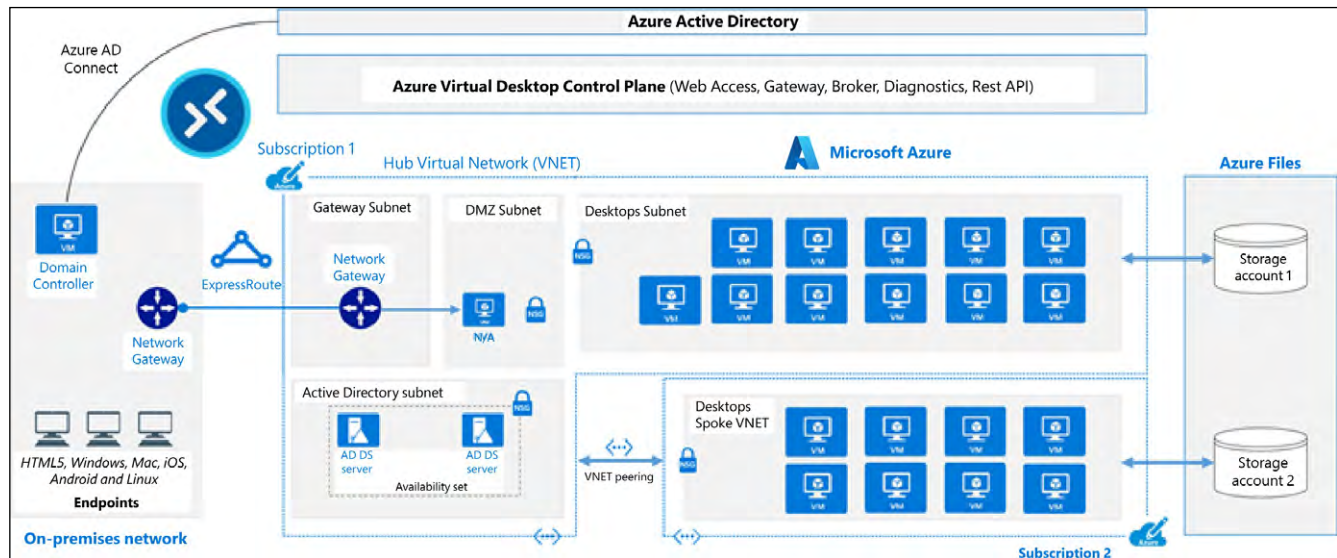 Azure Active Directory
Azure AD
Connect
Azure Virtual Desktop Control Plane (Web Access, Gateway, Broker, Diagnostics, Rest API)
Subscription 1
Azure
Hub Virtual Network (VNET)
Microsoft Azure
Azure Files
Gateway Subnet
DMZ Subnet
Desktops Subnet
VM
Domain
Controller
ExpressRoute
Network
Gateway
Network
Gateway
N/A
NSG
NSG
VM
VM
VM
VM
VM
VM
VM
VM
VM
VM
VM
Storage
account 1
Active Directory subnet
NSG
AD DS
server
AD DS
server
Availability set
VNET peering
Desktops
Spoke VNET
NSG
VM
VM
VM
VM
VM
VM
VM
VM
Storage
account 2
HTML5, Windows, Mac, iOS,
Android and Linux
Endpoints
On-premises network
Azure
Subscription 2